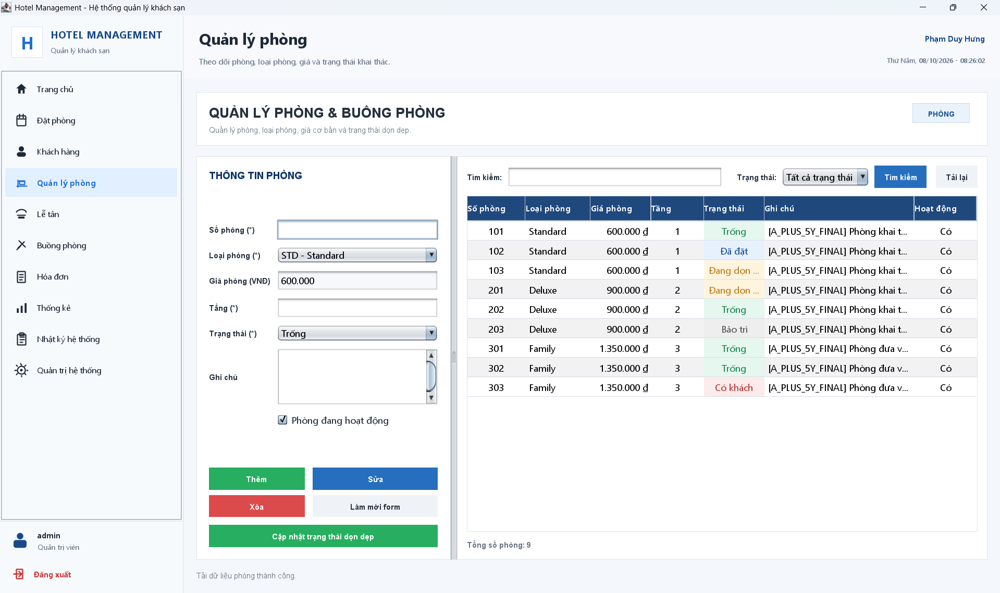 Hotel Management - Hệ thống quản lý khách sạn
H
HOTEL MANAGEMENT
Quản lý khách sạn
Trang chủ
Đặt phòng
Khách hàng
Quản lý phòng
Lễ tân
Buồng phòng
Hóa đơn
Thống kê
Nhật ký hệ thống
Quản trị hệ thống
admin
Quản trị viên
Đăng xuất
Quản lý phòng
Theo dõi phòng, loại phòng, giá và trạng thái khai thác.
Phạm Duy Hưng
Thứ Năm, 08/10/2026 - 08:26:02
QUẢN LÝ PHÒNG & BUỒNG PHÒNG
Quản lý phòng, loại phòng, giá cơ bản và trạng thái dọn dẹp.
PHÒNG
THÔNG TIN PHÒNG
Số phòng (*)
Loại phòng (*) STD - Standard
Giá phòng (VNĐ) 600.000
Tầng (*)
Trạng thái (*) Trống
Ghi chú
Phòng đang hoạt động
Thêm Sửa
Xóa Làm mới form
Cập nhật trạng thái dọn dẹp
Tìm kiếm: Trạng thái: Tất cả trạng thái Tìm kiếm Tải lại
Số phòng Loại phòng Giá phòng Tầng Trạng thái Ghi chú Hoạt động
101 Standard 600.000 ₫ 1 Trống [A_PLUS_5Y_FINAL] Phòng khai t... Có
102 Standard 600.000 ₫ 1 Đã đặt [A_PLUS_5Y_FINAL] Phòng khai t... Có
103 Standard 600.000 ₫ 1 Đang dọn ... [A_PLUS_5Y_FINAL] Phòng khai t... Có
201 Deluxe 900.000 ₫ 2 Đang dọn ... [A_PLUS_5Y_FINAL] Phòng khai t... Có
202 Deluxe 900.000 ₫ 2 Trống [A_PLUS_5Y_FINAL] Phòng khai t... Có
203 Deluxe 900.000 ₫ 2 Bảo trì [A_PLUS_5Y_FINAL] Phòng khai t... Có
301 Family 1.350.000 ₫ 3 Trống [A_PLUS_5Y_FINAL] Phòng đưa v... Có
302 Family 1.350.000 ₫ 3 Trống [A_PLUS_5Y_FINAL] Phòng đưa v... Có
303 Family 1.350.000 ₫ 3 Có khách [A_PLUS_5Y_FINAL] Phòng đưa v... Có
Tổng số phòng: 9
Tải dữ liệu phòng thành công.